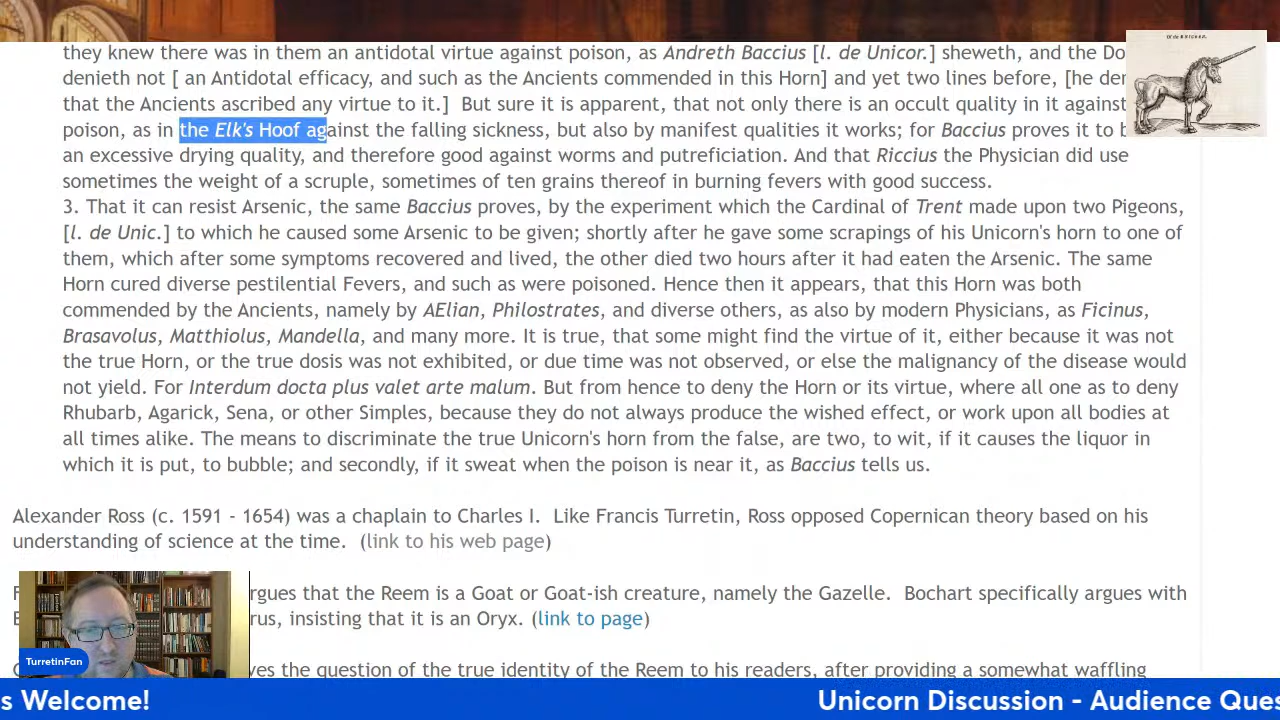 Of the UNICORN.
they knew there was in them an antidotal virtue against poison, as Andreth Baccius [l. de Unicor.] sheweth, and the Do
denieth not [ an Antidotal efficacy, and such as the Ancients commended in this Horn] and yet two lines before, [he der
that the Ancients ascribed any virtue to it.] But sure it is apparent, that not only there is an occult quality in it against
poison, as in the Elk's Hoof against the falling sickness, but also by manifest qualities it works; for Baccius proves it to b
an excessive drying quality, and therefore good against worms and putreficiation. And that Riccius the Physician did use
sometimes the weight of a scruple, sometimes of ten grains thereof in burning fevers with good success.
3. That it can resist Arsenic, the same Baccius proves, by the experiment which the Cardinal of Trent made upon two Pigeons,
[l. de Unic.] to which he caused some Arsenic to be given; shortly after he gave some scrapings of his Unicorn's horn to one of
them, which after some symptoms recovered and lived, the other died two hours after it had eaten the Arsenic. The same
Horn cured diverse pestilential Fevers, and such as were poisoned. Hence then it appears, that this Horn was both
commended by the Ancients, namely by AElian, Philostrates, and diverse others, as also by modern Physicians, as Ficinus,
Brasavolus, Matthiolus, Mandella, and many more. It is true, that some might find the virtue of it, either because it was not
the true Horn, or the true dosis was not exhibited, or due time was not observed, or else the malignancy of the disease would
not yield. For Interdum docta plus valet arte malum. But from hence to deny the Horn or its virtue, where all one as to deny
Rhubarb, Agarick, Sena, or other Simples, because they do not always produce the wished effect, or work upon all bodies at
all times alike. The means to discriminate the true Unicorn's horn from the false, are two, to wit, if it causes the liquor in
which it is put, to bubble; and secondly, if it sweat when the poison is near it, as Baccius tells us.
Alexander Ross (c. 1591 - 1654) was a chaplain to Charles I. Like Francis Turretin, Ross opposed Copernican theory based on his
understanding of science at the time. (link to his web page)
F rgues that the Reem is a Goat or Goat-ish creature, namely the Gazelle. Bochart specifically argues with
rus, insisting that it is an Oryx. (link to page)
ves the question of the true identity of the Reem to his readers, after providing a somewhat waffling
TurretinFan
s Welcome!
Unicorn Discussion - Audience Ques